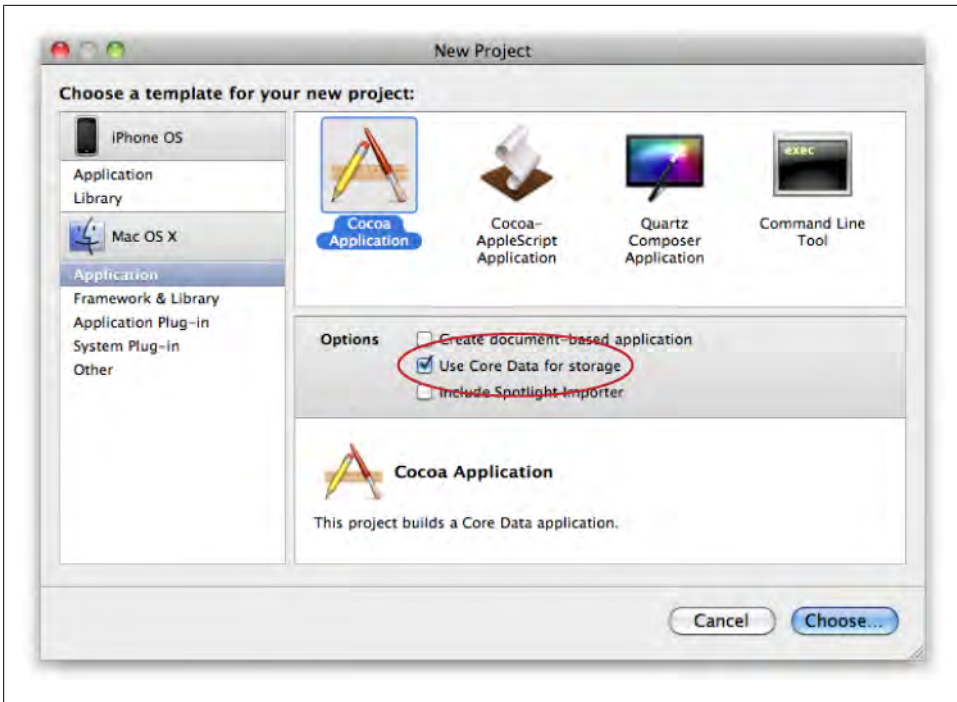 New Project
Choose a template for your new project:
iPhone OS
Application
Library
Mac OS X
Application
Framework & Library
Application Plug-in
System Plug-in
Other
Cocoa
Application
Cocoa-
AppleScript
Application
Quartz
Composer
Application
exec
Command Line
Tool
Options
Create document-based application
Use Core Data for storage
Include Spotlight Importer
Cocoa Application
This project builds a Core Data application.
Cancel
Choose...